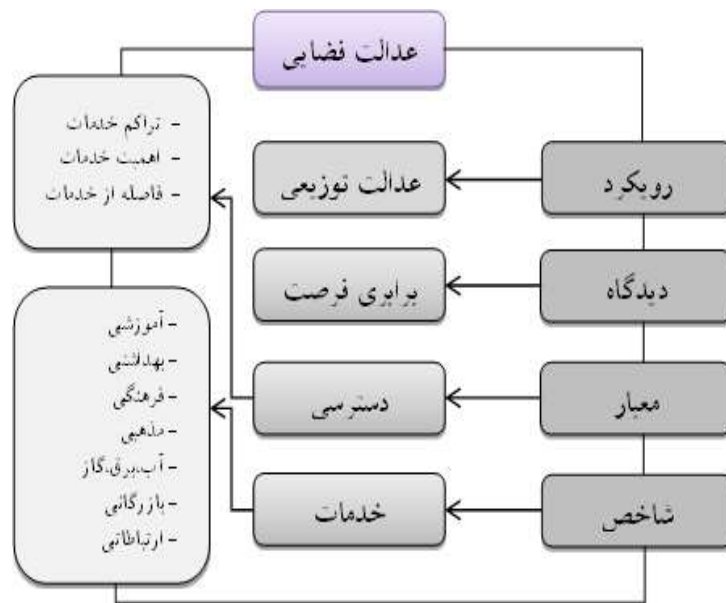 عدالت فضایی
رویکرد
عدالت توزیعی
دیدگاه
برابری فرصت
معیار
دسترسی
شاخص
خدمات
- تراکم خدمات
- اهمیت خدمات
- فاصله از خدمات
- آموزشی
- بهداشتی
- فرهنگی
- مذهبی
- آب،برق،گاز
- بازرگانی
- ارتباطاتی